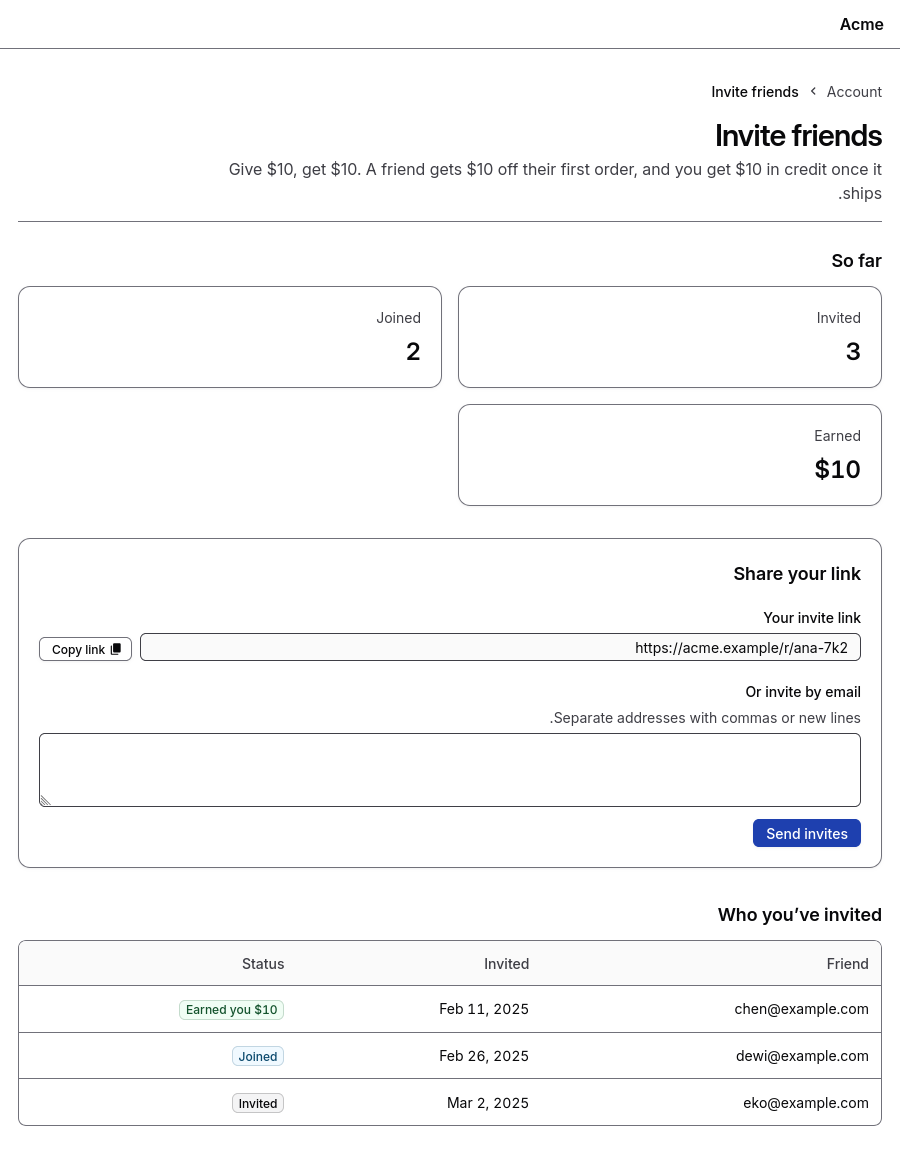 Acme
Account
Invite friends
Invite friends
Give $10, get $10. A friend gets $10 off their first order, and you get $10 in credit once it
ships.
So far
Invited
3
Joined
2
Earned
$10
Share your link
Your invite link
https://acme.example/r/ana-7k2
Copy link
Or invite by email
Separate addresses with commas or new lines.
Send invites
Who you’ve invited
Friend Invited Status
chen@example.com Feb 11, 2025 Earned you $10
dewi@example.com Feb 26, 2025 Joined
eko@example.com Mar 2, 2025 Invited